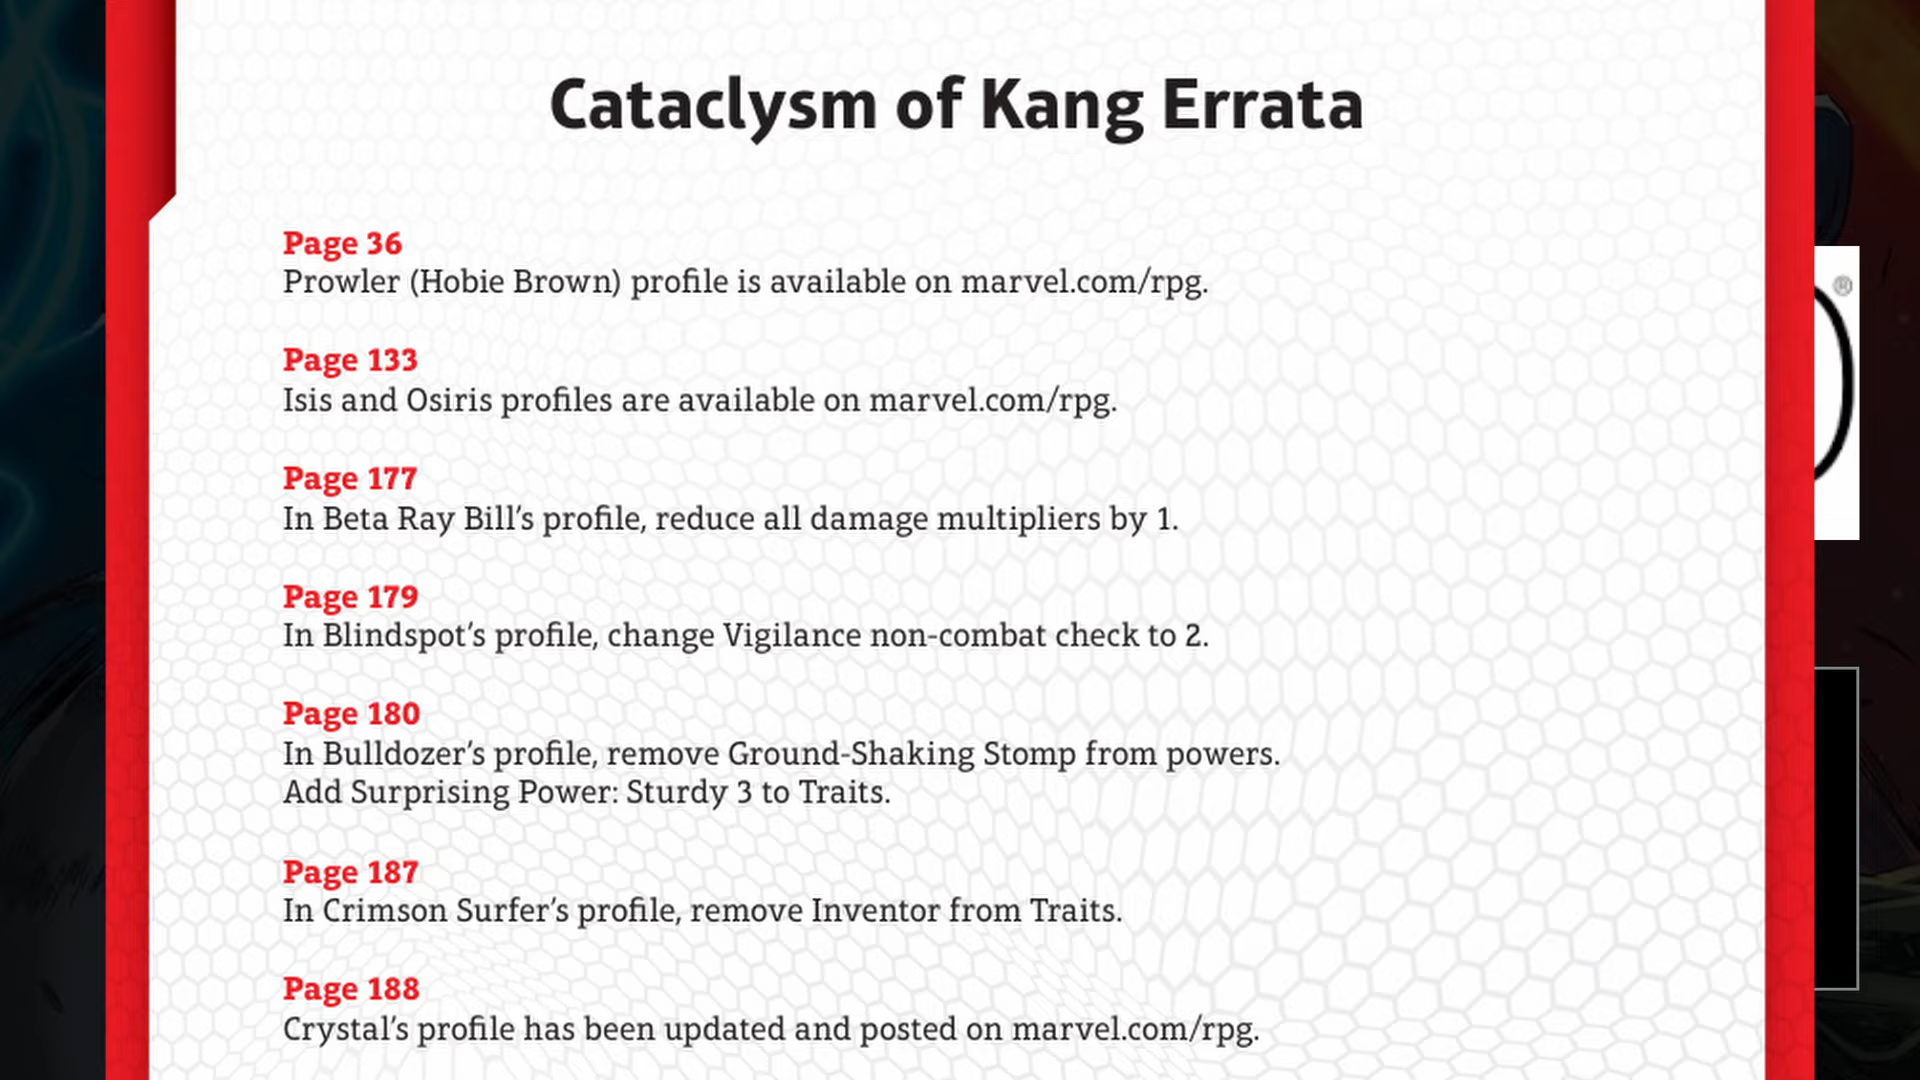 Cataclysm of Kang Errata
Page 36
Prowler (Hobie Brown) profile is available on marvel.com/rpg.
Page 133
Isis and Osiris profiles are available on marvel.com/rpg.
Page 177
In Beta Ray Bill’s profile, reduce all damage multipliers by 1.
Page 179
In Blindspot’s profile, change Vigilance non-combat check to 2.
Page 180
In Bulldozer’s profile, remove Ground-Shaking Stomp from powers.
Add Surprising Power: Sturdy 3 to Traits.
Page 187
In Crimson Surfer’s profile, remove Inventor from Traits.
Page 188
Crystal’s profile has been updated and posted on marvel.com/rpg.
®